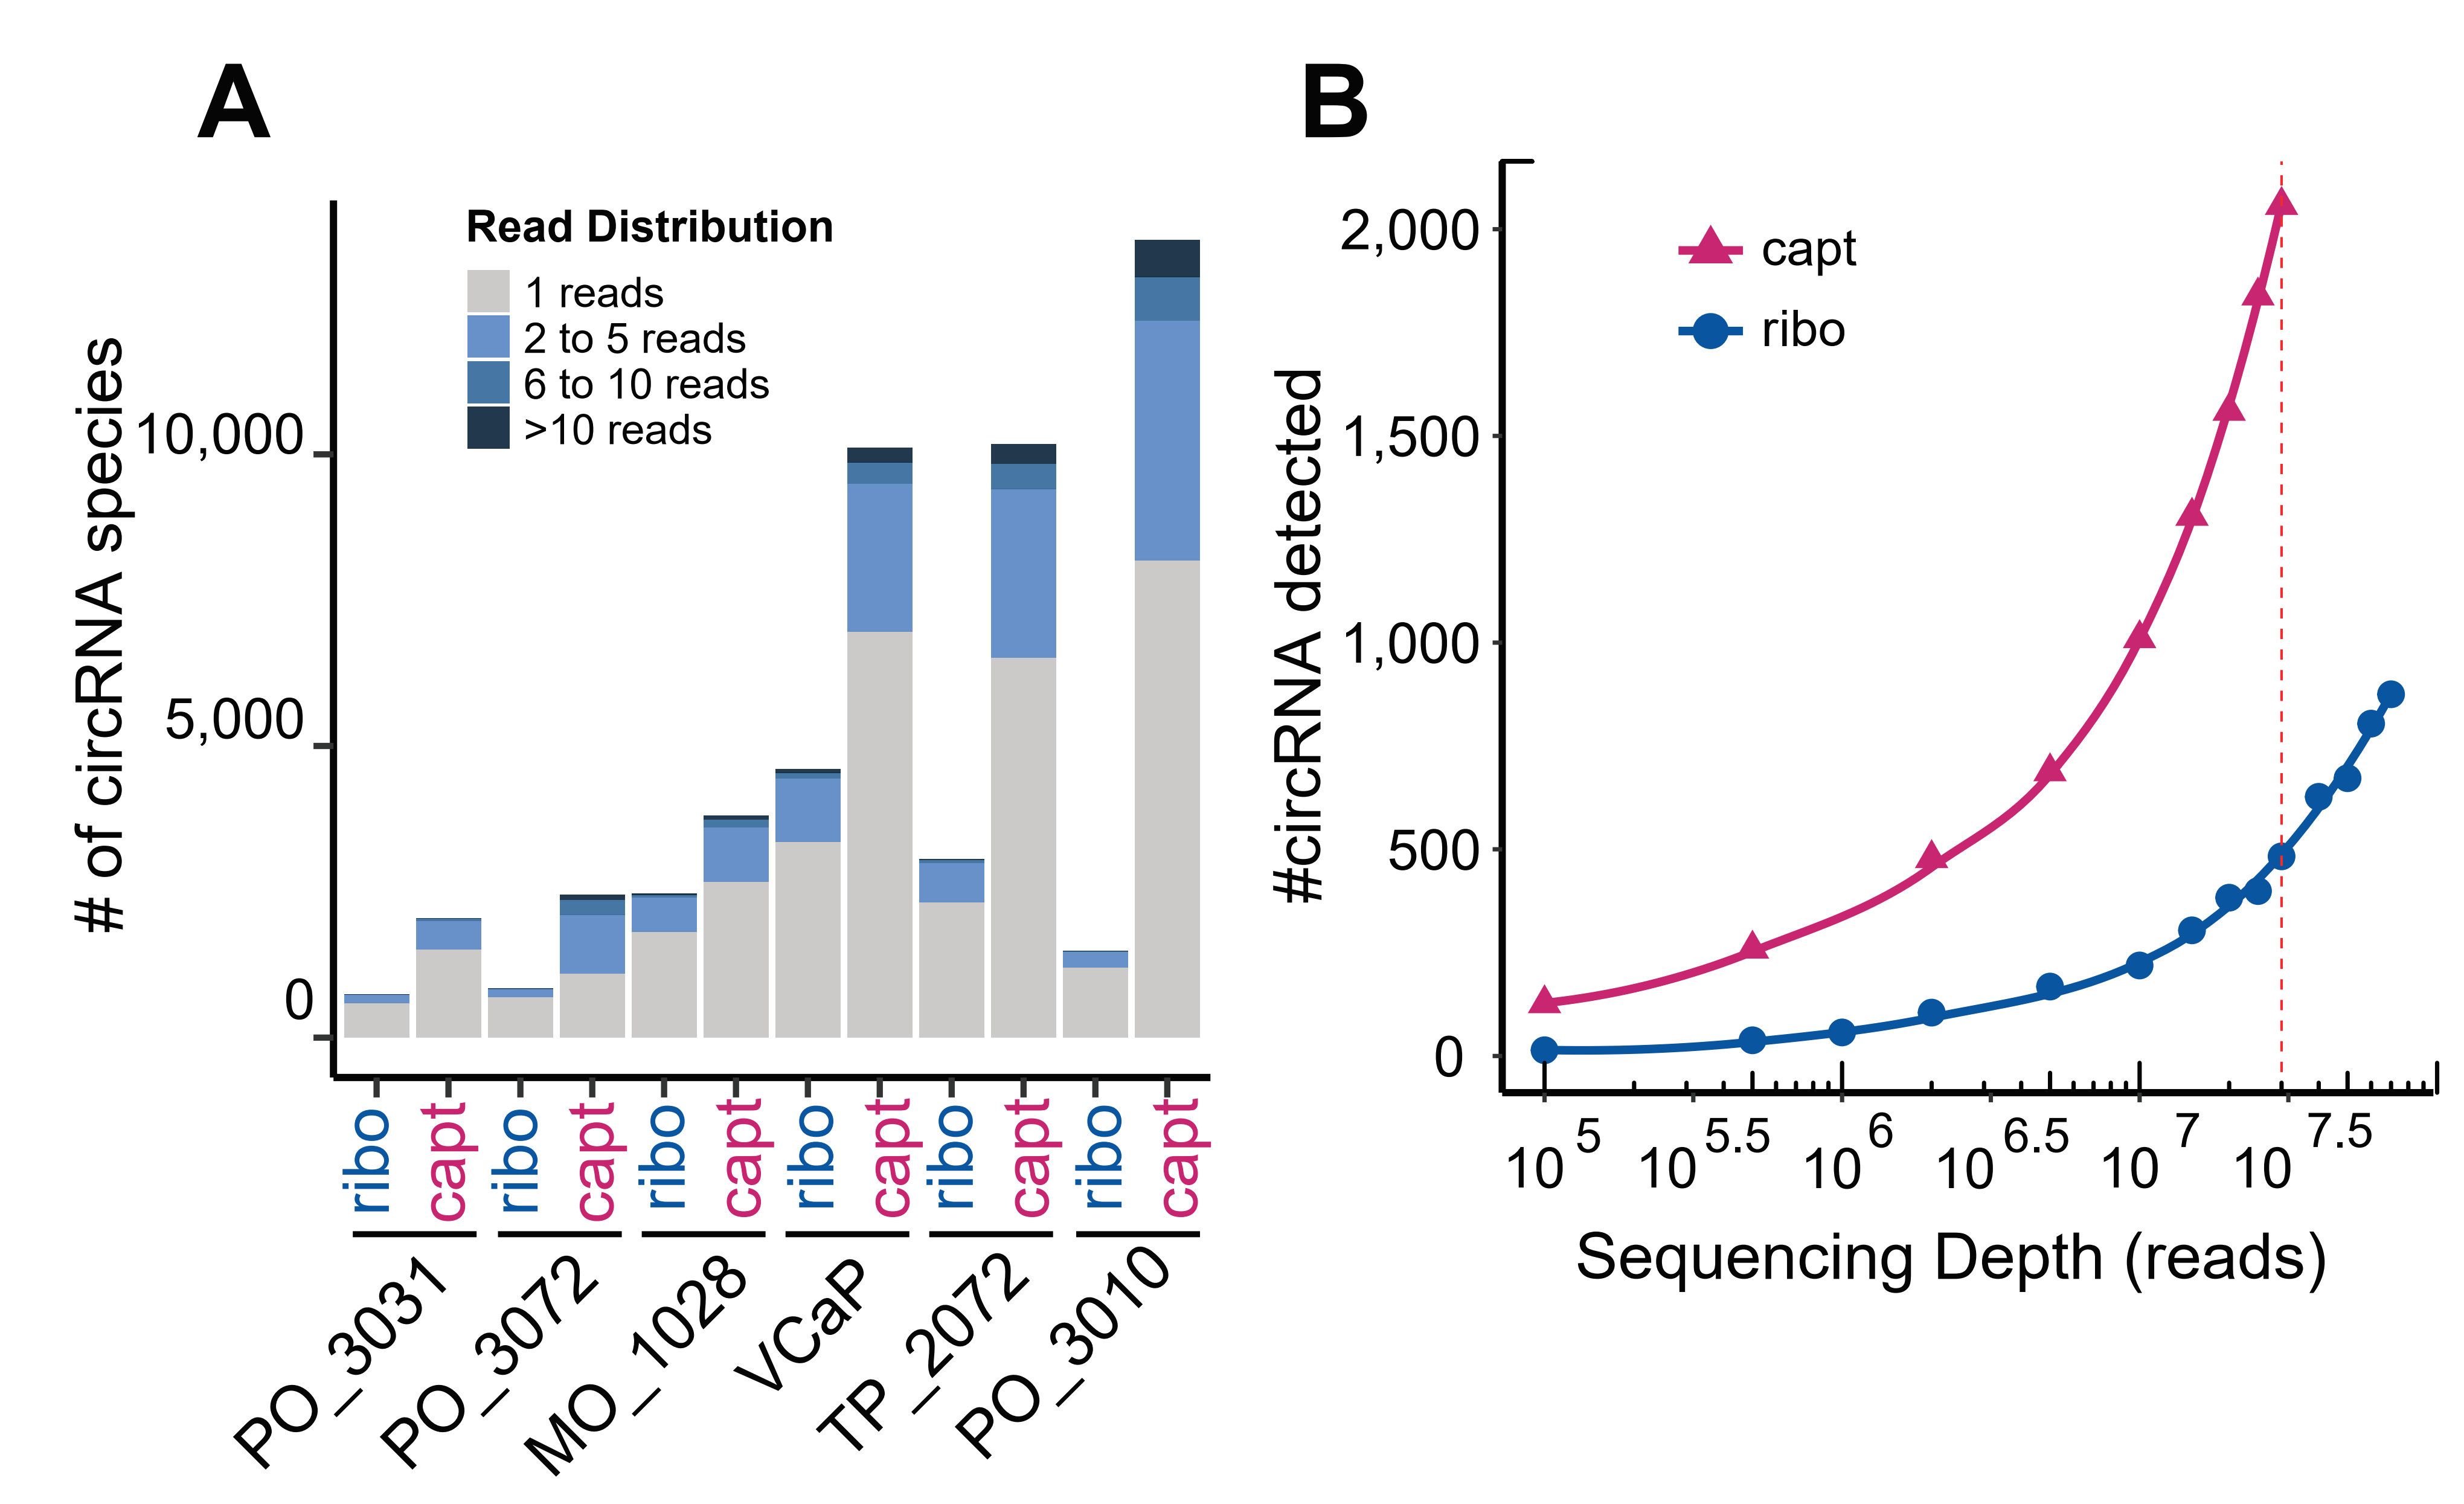 A
# of circRNA species
10,000
5,000
0
Read Distribution
1 reads
2 to 5 reads
6 to 10 reads
>10 reads
ribo
capt
ribo
capt
ribo
capt
ribo
capt
ribo
capt
ribo
capt
PO_3031
PO_3072
MO_1028
VCaP
TP_2072
PO_3010
B
#circRNA detected
2,000
1,500
1,000
500
0
capt
ribo
10^5
10^5.5
10^6
10^6.5
10^7
10^7.5
Sequencing Depth (reads)